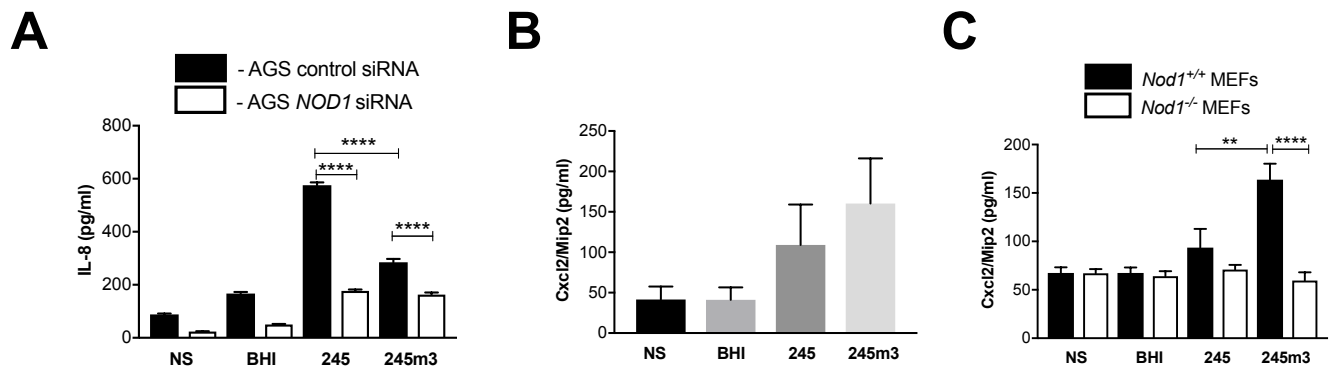 A
- AGS control siRNA
- AGS NOD1 siRNA
800
600
400
200
0
IL-8 (pg/ml)
****
****
****
NS BHI 245 245m3
B
250
200
150
100
50
0
Cxcl2/Mip2 (pg/ml)
NS BHI 245 245m3
C
Nod1+/+ MEFs
Nod1-/- MEFs
200
150
100
50
0
Cxcl2/Mip2 (pg/ml)
** ****
NS BHI 245 245m3